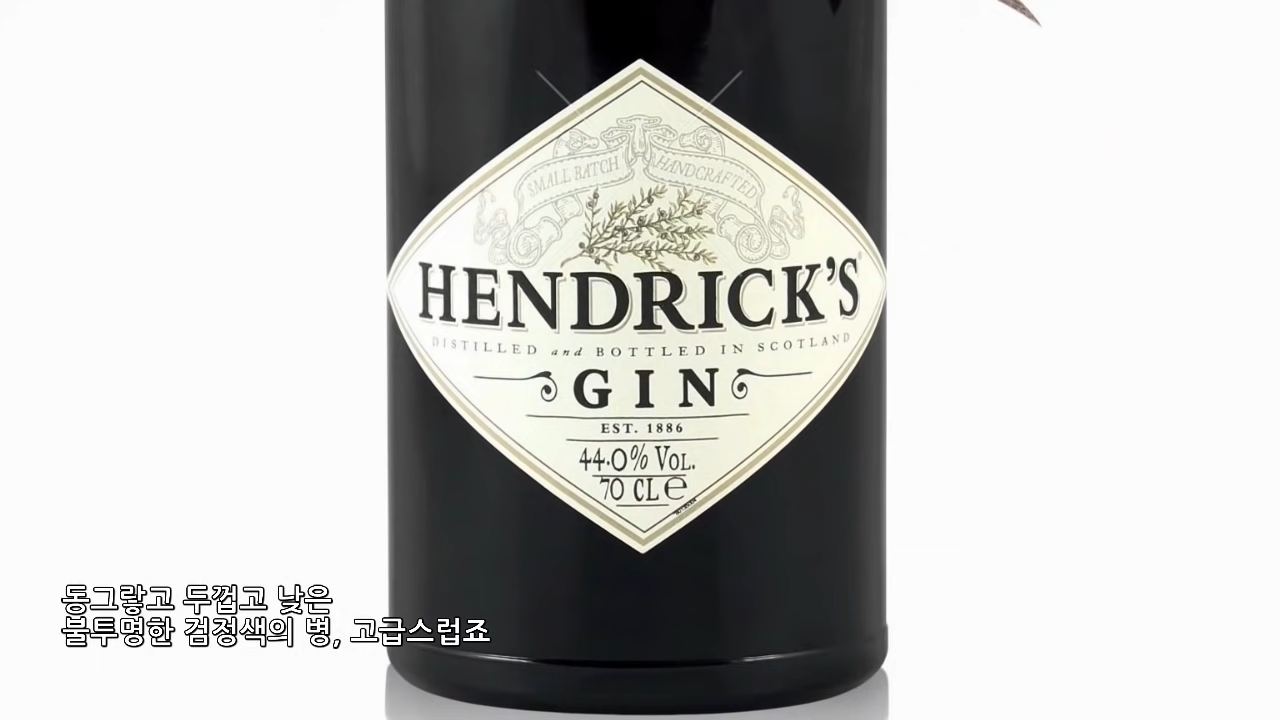 SMALL BATCH HANDCRAFTED
HENDRICK'S
DISTILLED and BOTTLED IN SCOTLAND
GIN
EST. 1886
44.0% VOL.
70 CL e
동그랗고 두껍고 낮은
불투명한 검정색의 병, 고급스럽죠